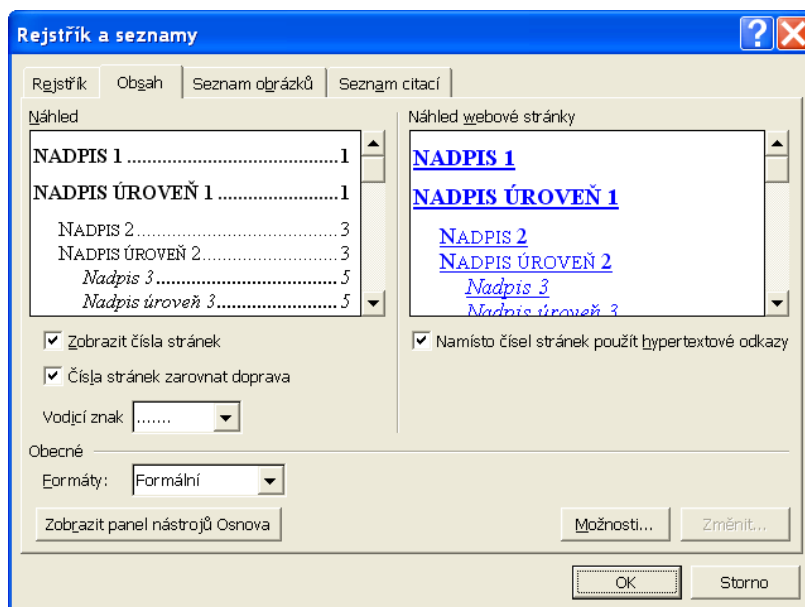 Rejstřík a seznamy
Rejstřík
Obsah
Seznam obrázků
Seznam citací
Náhled
NADPIS 1 ................................. 1
NADPIS ÚROVEŇ 1 ................... 1
NADPIS 2 ................................. 3
NADPIS ÚROVEŇ 2 ................... 3
Nadpis 3 ................................. 5
Nadpis úroveň 3 ................... 5
Náhled webové stránky
NADPIS 1
NADPIS ÚROVEŇ 1
NADPIS 2
NADPIS ÚROVEŇ 2
Nadpis 3
Nadpis úroveň 3
Zobrazit čísla stránek
Čísla stránek zarovnat doprava
Vodicí znak .......
Namísto čísel stránek použít hypertextové odkazy
Obecné
Formáty: Formální
Zobrazit panel nástrojů Osnova
Možnosti...
Změnit...
OK
Storno